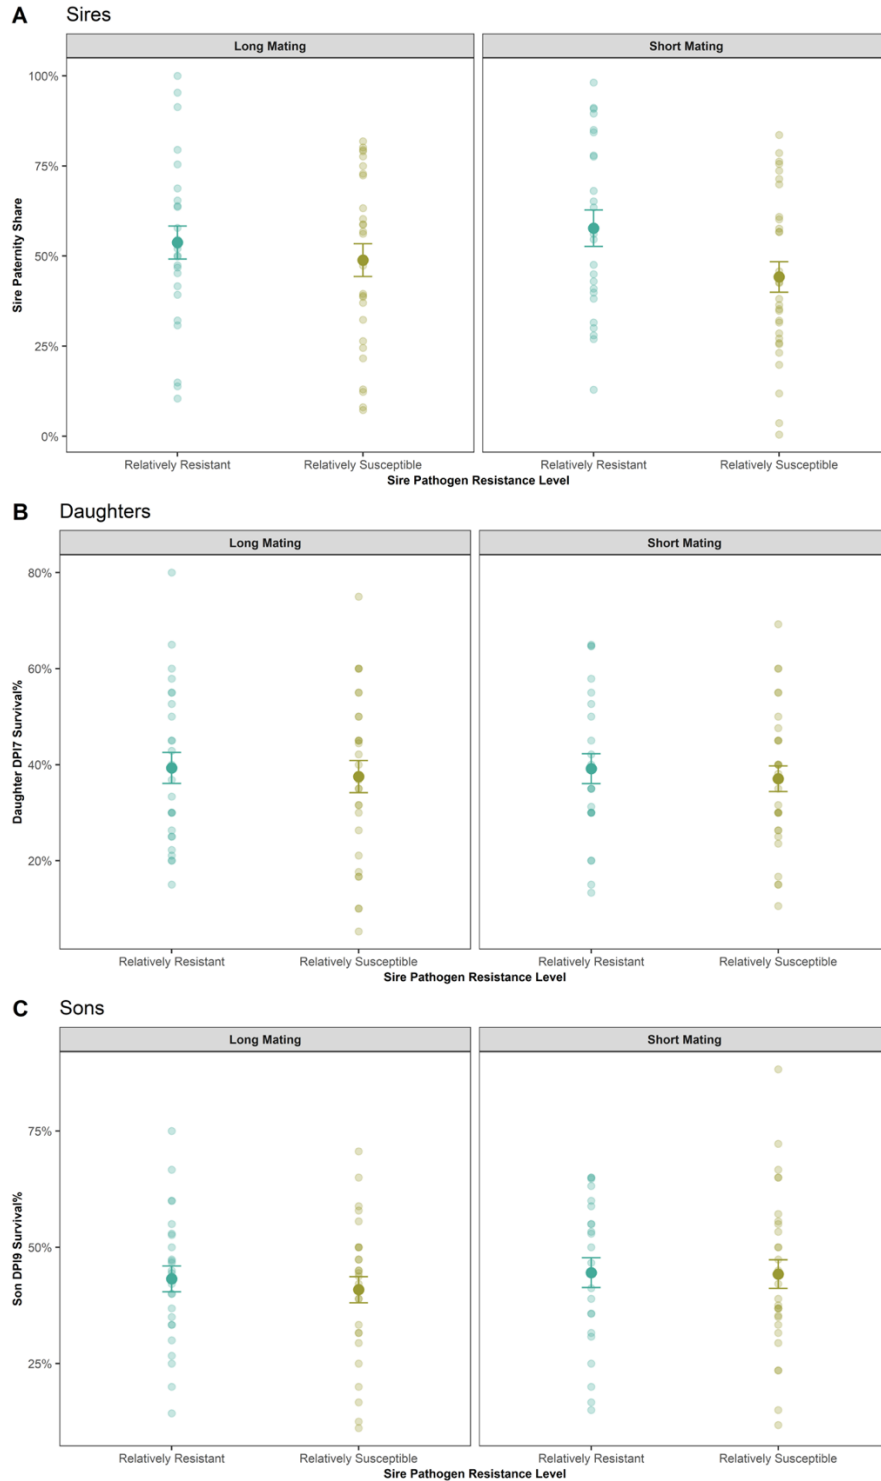 A Sires
Long Mating
Short Mating
Sire Paternity Share
100%
75%
50%
25%
0%
Relatively Resistant
Relatively Susceptible
Relatively Resistant
Relatively Susceptible
Sire Pathogen Resistance Level
B Daughters
Long Mating
Short Mating
Daughter DPI7 Survival%
80%
60%
40%
20%
Relatively Resistant
Relatively Susceptible
Relatively Resistant
Relatively Susceptible
Sire Pathogen Resistance Level
C Sons
Long Mating
Short Mating
Son DPI9 Survival%
75%
50%
25%
Relatively Resistant
Relatively Susceptible
Relatively Resistant
Relatively Susceptible
Sire Pathogen Resistance Level